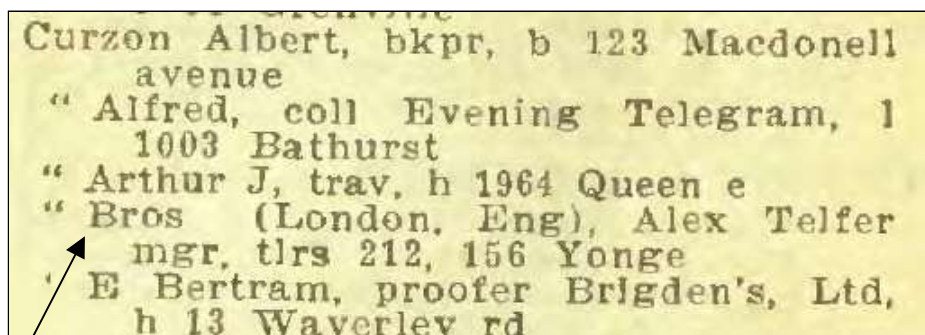 Curzon Albert, bkpr, b 123 Macdonell
avenue
" Alfred, coll Evening Telegram, l
1003 Bathurst
" Arthur J, trav, h 1964 Queen e
" Bros (London, Eng), Alex Telfer
mgr, tlrs 212, 156 Yonge
' E Bertram, proofer Brigden's, Ltd,
h 13 Waverley rd